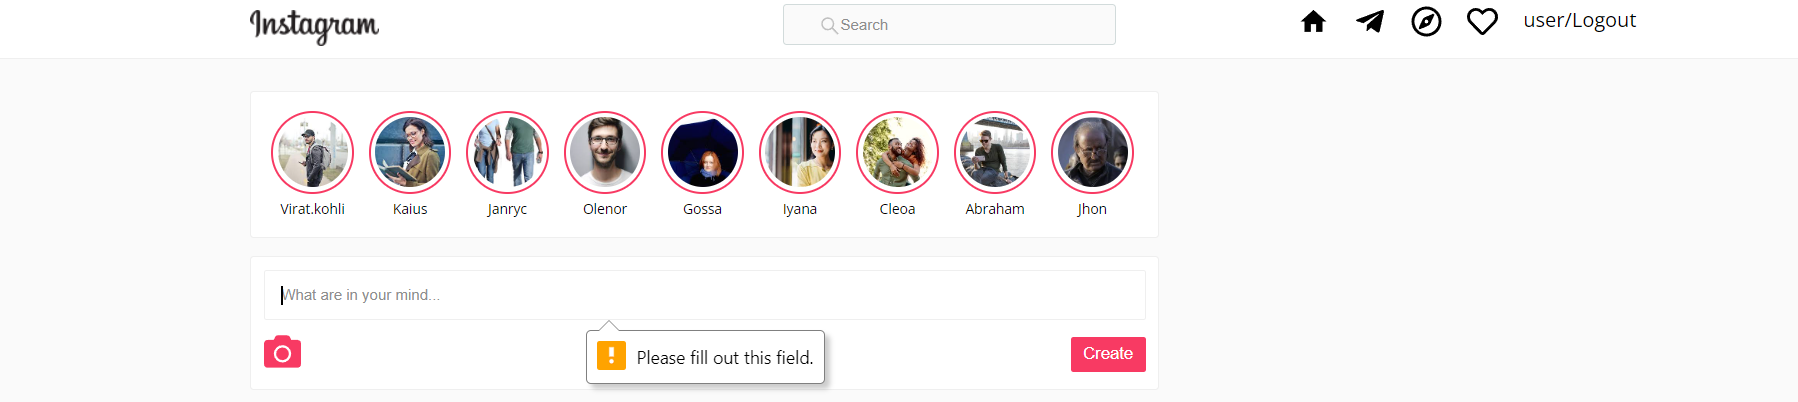 Instagram
Search
user/Logout
Virat.kohli
Kaius
Janryc
Olenor
Gossa
Iyana
Cleoa
Abraham
Jhon
What are in your mind...
Please fill out this field.
Create